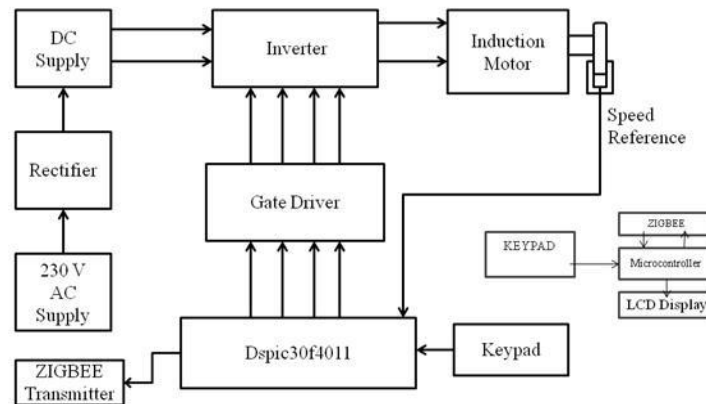 DC
Supply
Inverter
Induction
Motor
Speed
Reference
Rectifier
Gate Driver
ZIGBEE
KEYPAD
Microcontroller
LCD Display
230 V
AC
Supply
Dspic30f4011
Keypad
ZIGBEE
Transmitter